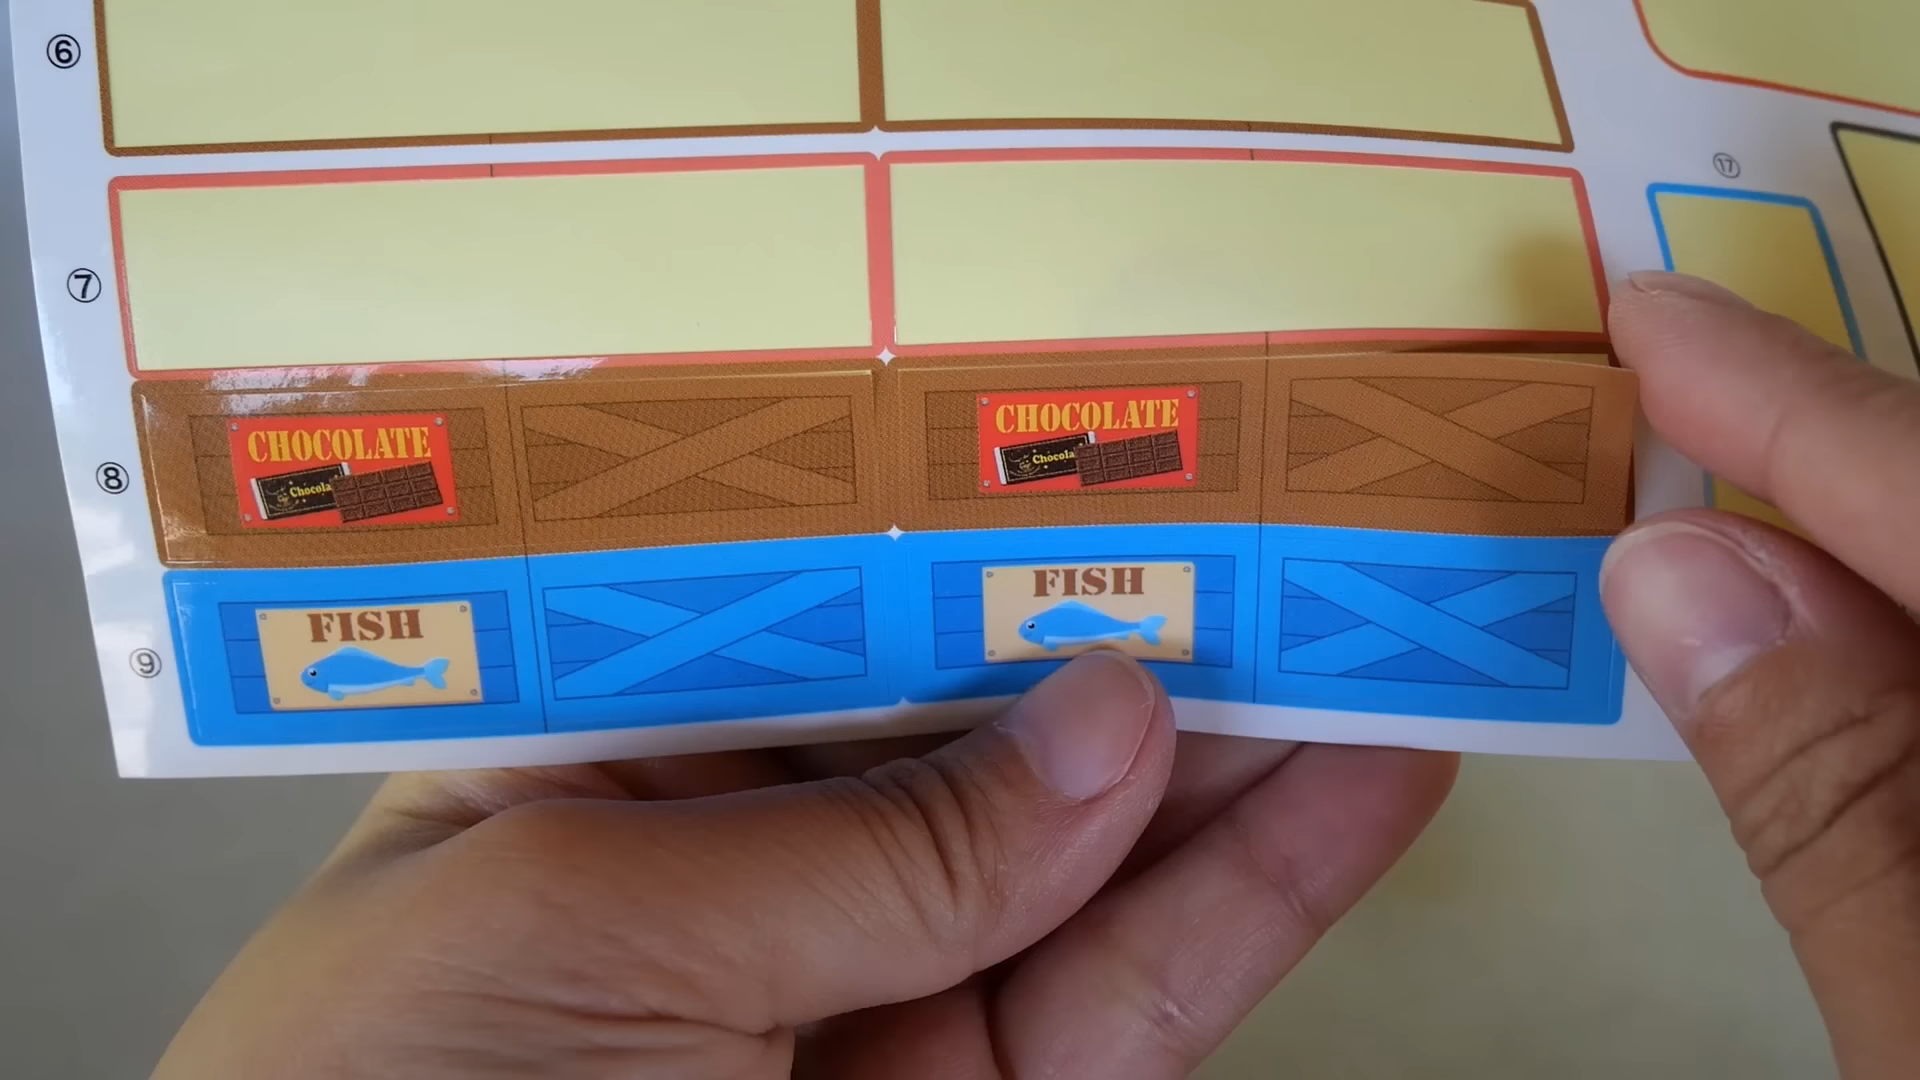 ⑥
⑰
⑦
⑧
CHOCOLATE
Chocola
CHOCOLATE
Chocola
⑨
FISH
FISH